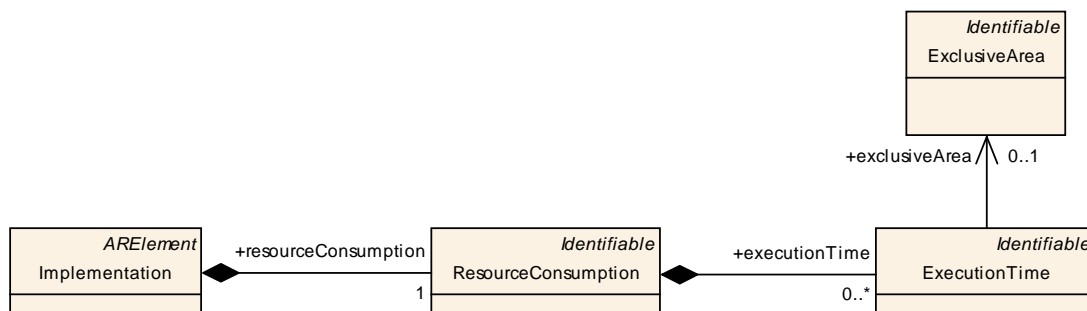 Identifiable
ExclusiveArea
+exclusiveArea 0..1
ARElement
Implementation
+resourceConsumption
1
Identifiable
ResourceConsumption
+executionTime
0..*
Identifiable
ExecutionTime